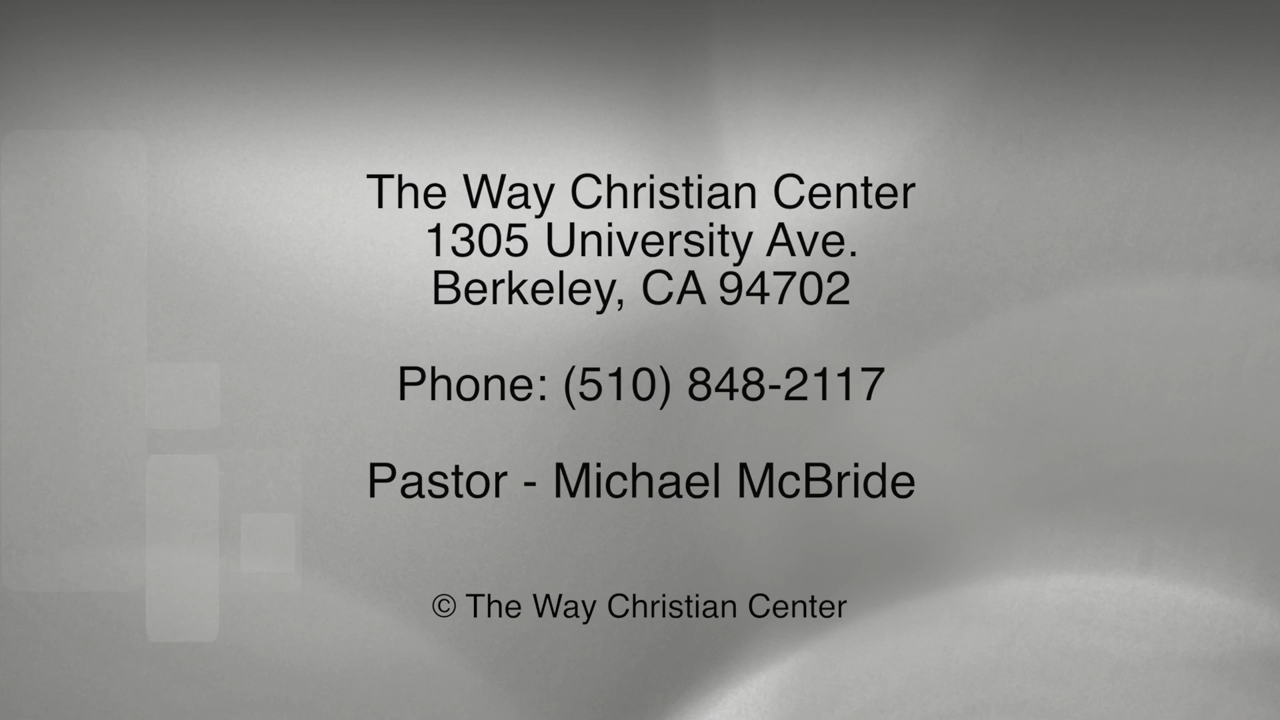 The Way Christian Center
1305 University Ave.
Berkeley, CA 94702
Phone: (510) 848-2117
Pastor - Michael McBride
© The Way Christian Center